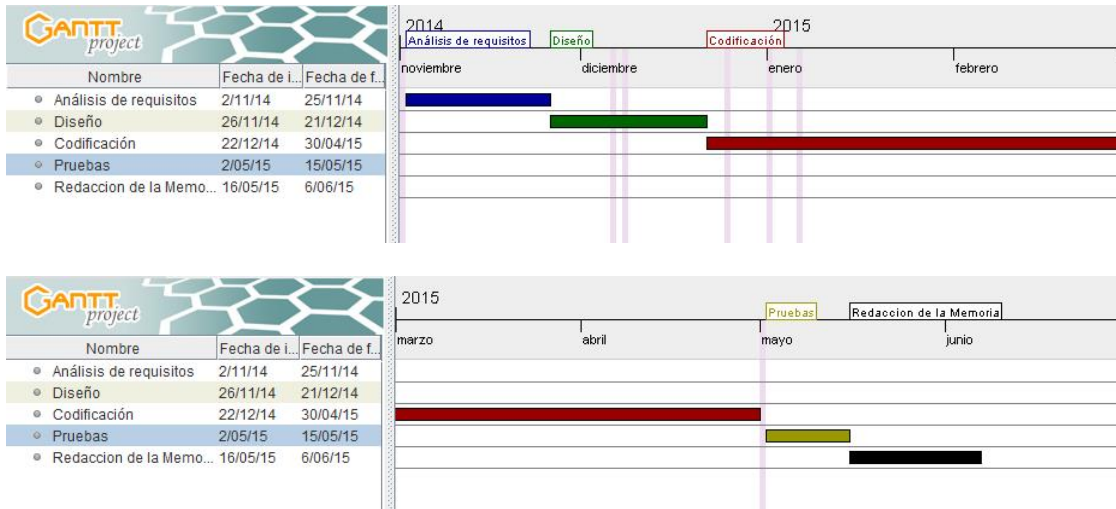 GANTT
project
2014
2015
Análisis de requisitos
Diseño
Codificación
noviembre
diciembre
enero
febrero
Nombre
Fecha de i...
Fecha de f...
Análisis de requisitos 2/11/14 25/11/14
Diseño 26/11/14 21/12/14
Codificación 22/12/14 30/04/15
Pruebas 2/05/15 15/05/15
Redaccion de la Memo... 16/05/15 6/06/15
GANTT
project
2015
Pruebas
Redaccion de la Memoria
marzo
abril
mayo
junio
Nombre
Fecha de i...
Fecha de f...
Análisis de requisitos 2/11/14 25/11/14
Diseño 26/11/14 21/12/14
Codificación 22/12/14 30/04/15
Pruebas 2/05/15 15/05/15
Redaccion de la Memo... 16/05/15 6/06/15